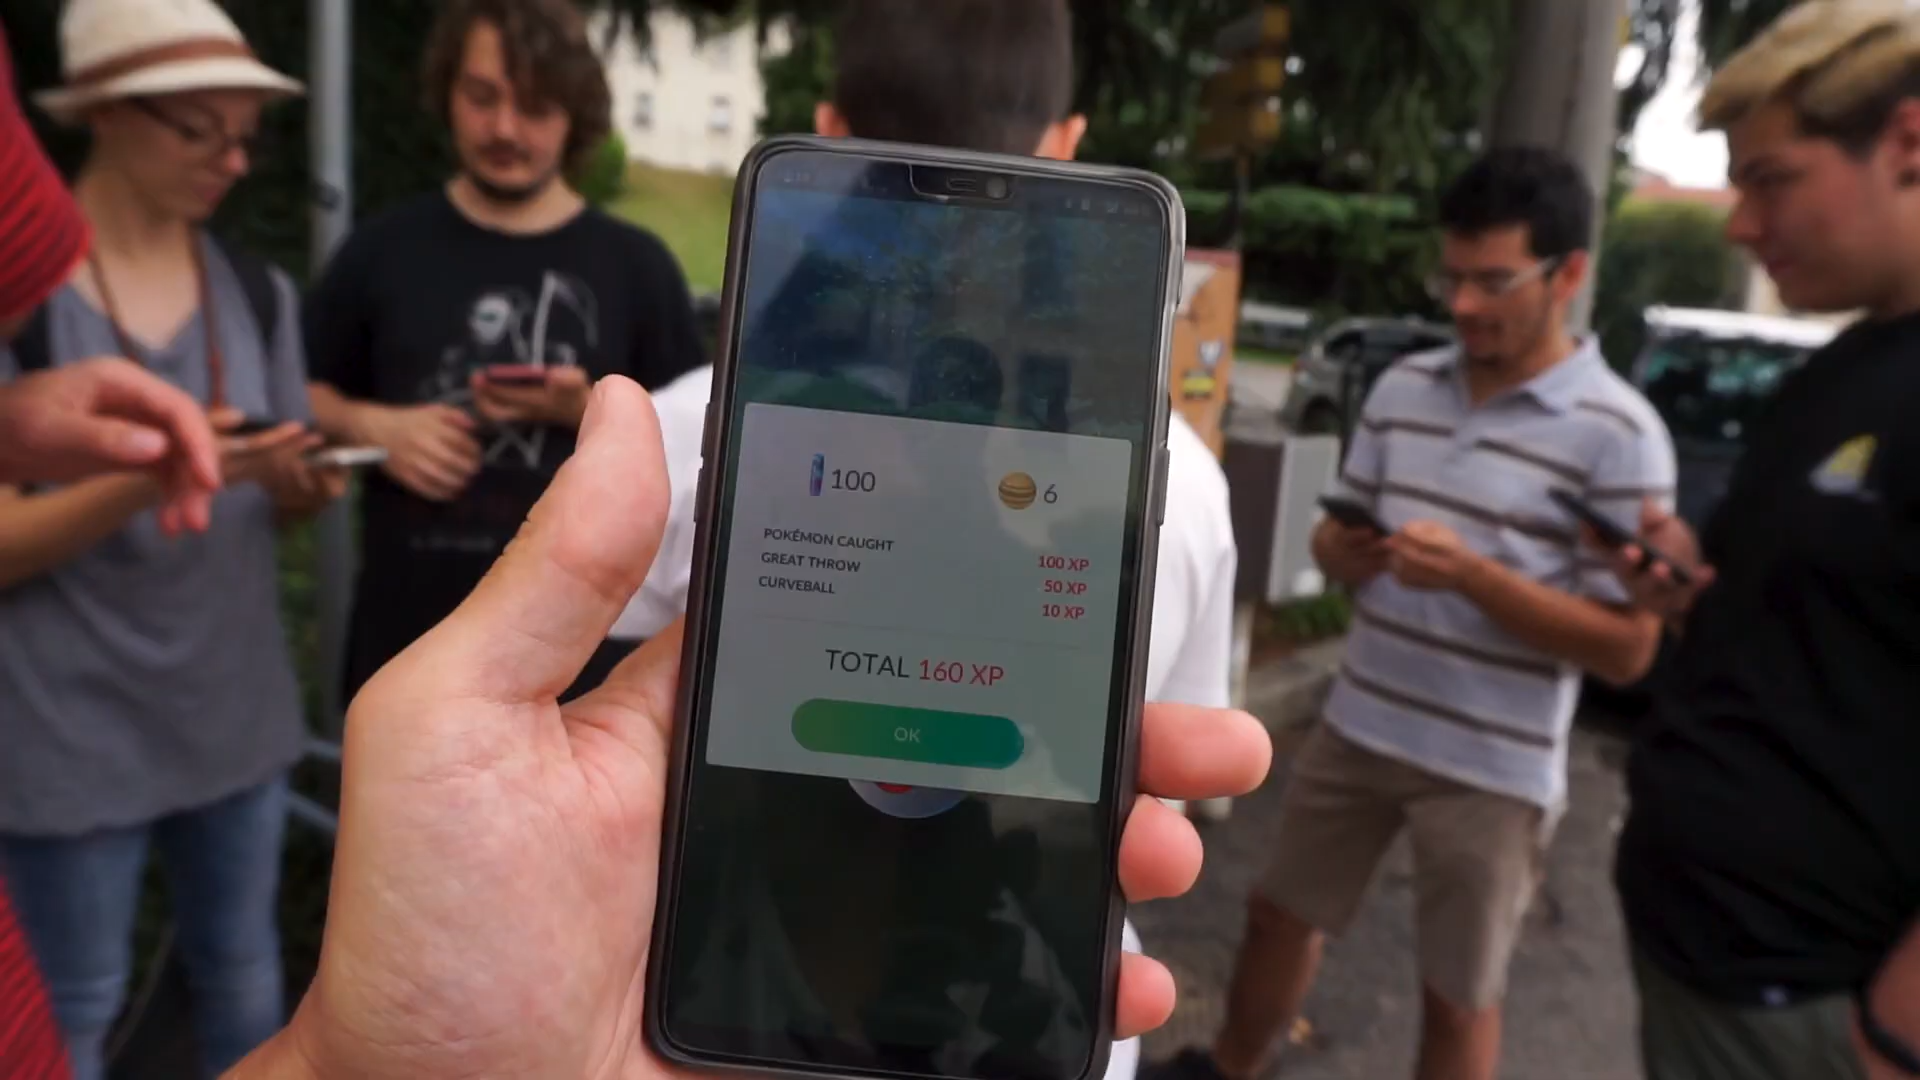 100
6
POKÉMON CAUGHT 100 XP
GREAT THROW 50 XP
CURVEBALL 10 XP
TOTAL 160 XP
OK